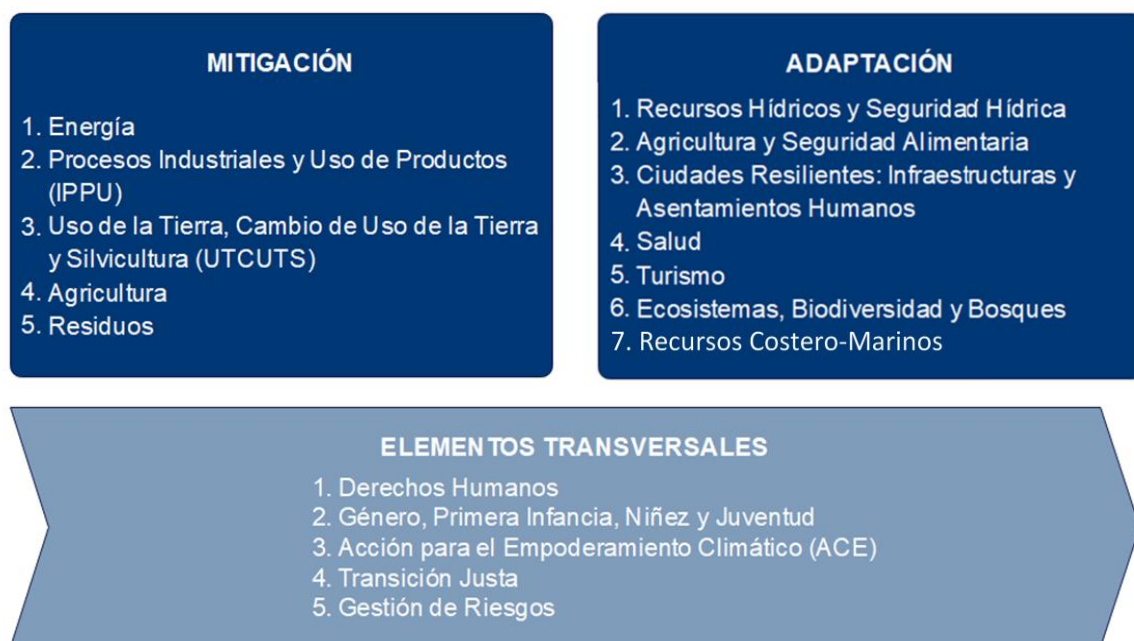 MITIGACIÓN
1. Energía
2. Procesos Industriales y Uso de Productos
(IPPU)
3. Uso de la Tierra, Cambio de Uso de la Tierra
y Silvicultura (UTCUTS)
4. Agricultura
5. Residuos
ADAPTACIÓN
1. Recursos Hídricos y Seguridad Hídrica
2. Agricultura y Seguridad Alimentaria
3. Ciudades Resilientes: Infraestructuras y
Asentamientos Humanos
4. Salud
5. Turismo
6. Ecosistemas, Biodiversidad y Bosques
7. Recursos Costero-Marinos
ELEMENTOS TRANSVERSALES
1. Derechos Humanos
2. Género, Primera Infancia, Niñez y Juventud
3. Acción para el Empoderamiento Climático (ACE)
4. Transición Justa
5. Gestión de Riesgos